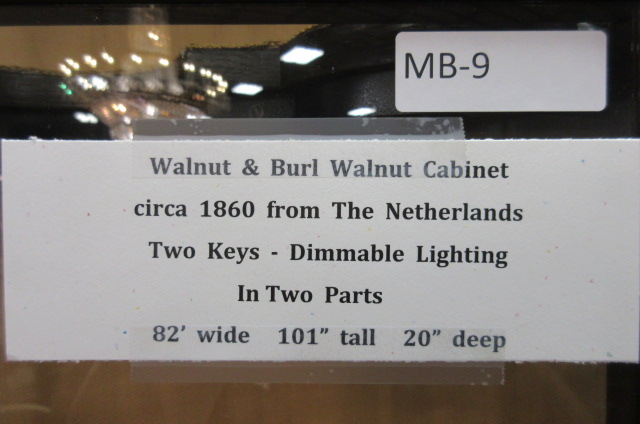 MB-9
Walnut & Burl Walnut Cabinet
circa 1860 from The Netherlands
Two Keys - Dimmable Lighting
In Two Parts
82’ wide 101” tall 20” deep